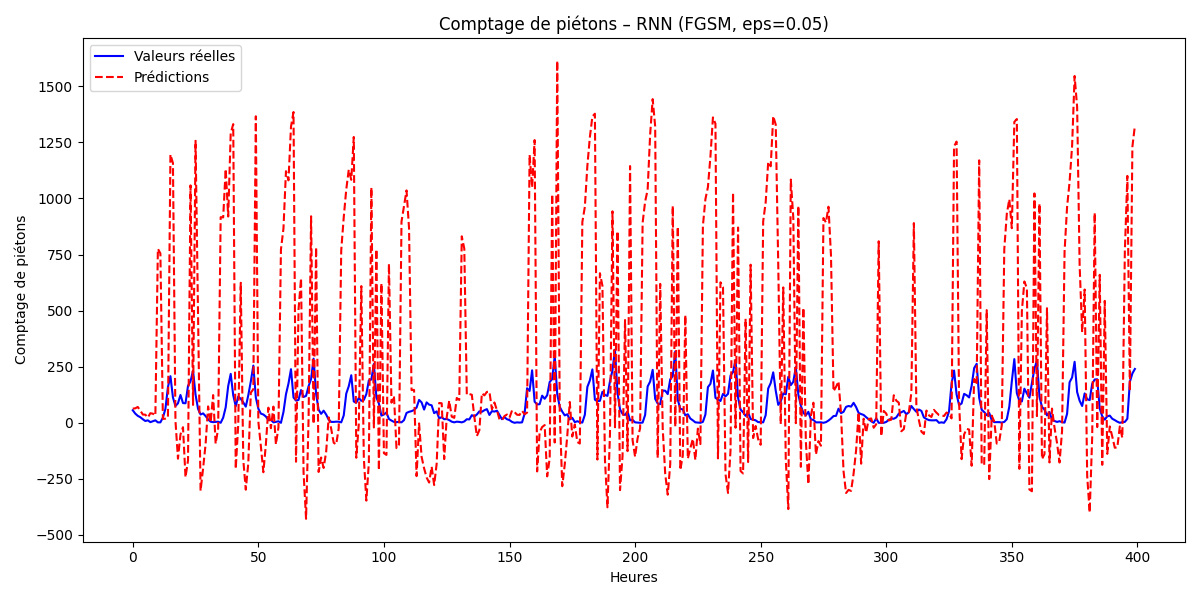 Comptage de piétons – RNN (FGSM, eps=0.05)
Valeurs réelles
Prédictions
Comptage de piétons
1500
1250
1000
750
500
250
0
−250
−500
0 50 100 150 200 250 300 350 400
Heures